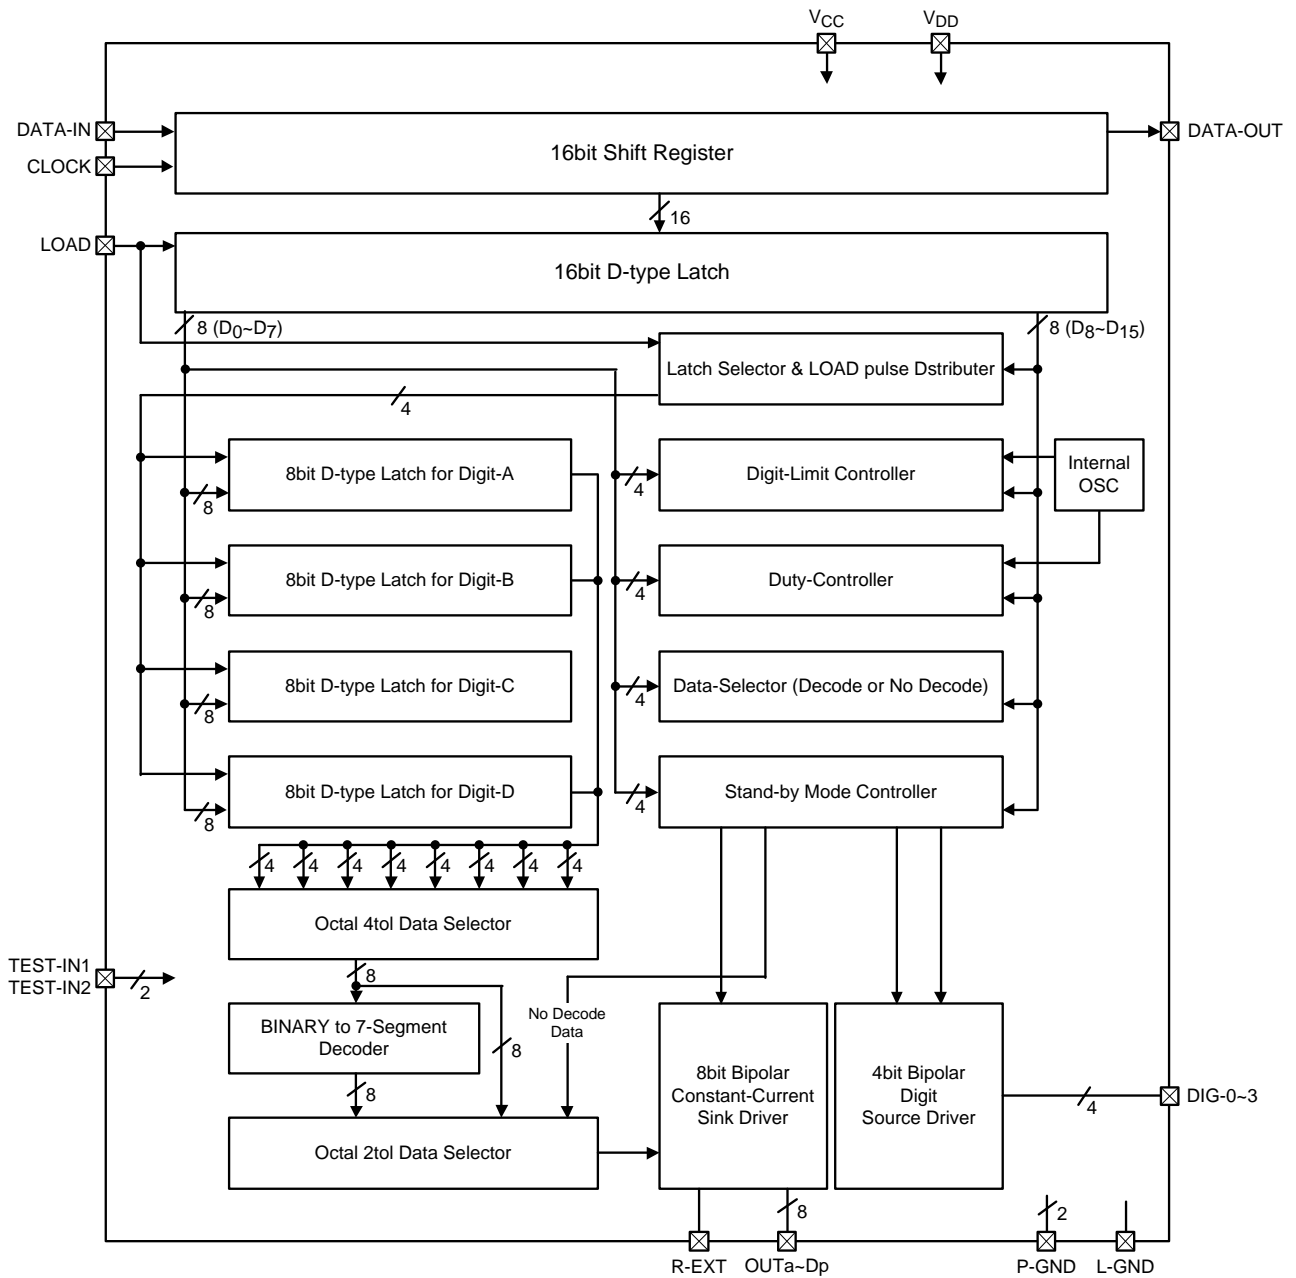 VCC
VDD
DATA-IN
16bit Shift Register
DATA-OUT
CLOCK
16
LOAD
16bit D-type Latch
8 (D0~D7)
8 (D8~D15)
Latch Selector & LOAD pulse Dstributer
4
8bit D-type Latch for Digit-A
8
4
Digit-Limit Controller
Internal
OSC
8bit D-type Latch for Digit-B
8
4
Duty-Controller
8bit D-type Latch for Digit-C
8
4
Data-Selector (Decode or No Decode)
8bit D-type Latch for Digit-D
8
4
Stand-by Mode Controller
4 4 4 4 4 4 4 4
Octal 4tol Data Selector
TEST-IN1
TEST-IN2
2
8
BINARY to 7-Segment
Decoder
8
No Decode
Data
8
Octal 2tol Data Selector
8bit Bipolar
Constant-Current
Sink Driver
4bit Bipolar
Digit
Source Driver
4
DIG-0~3
8
2
R-EXT
OUTa~Dp
P-GND
L-GND